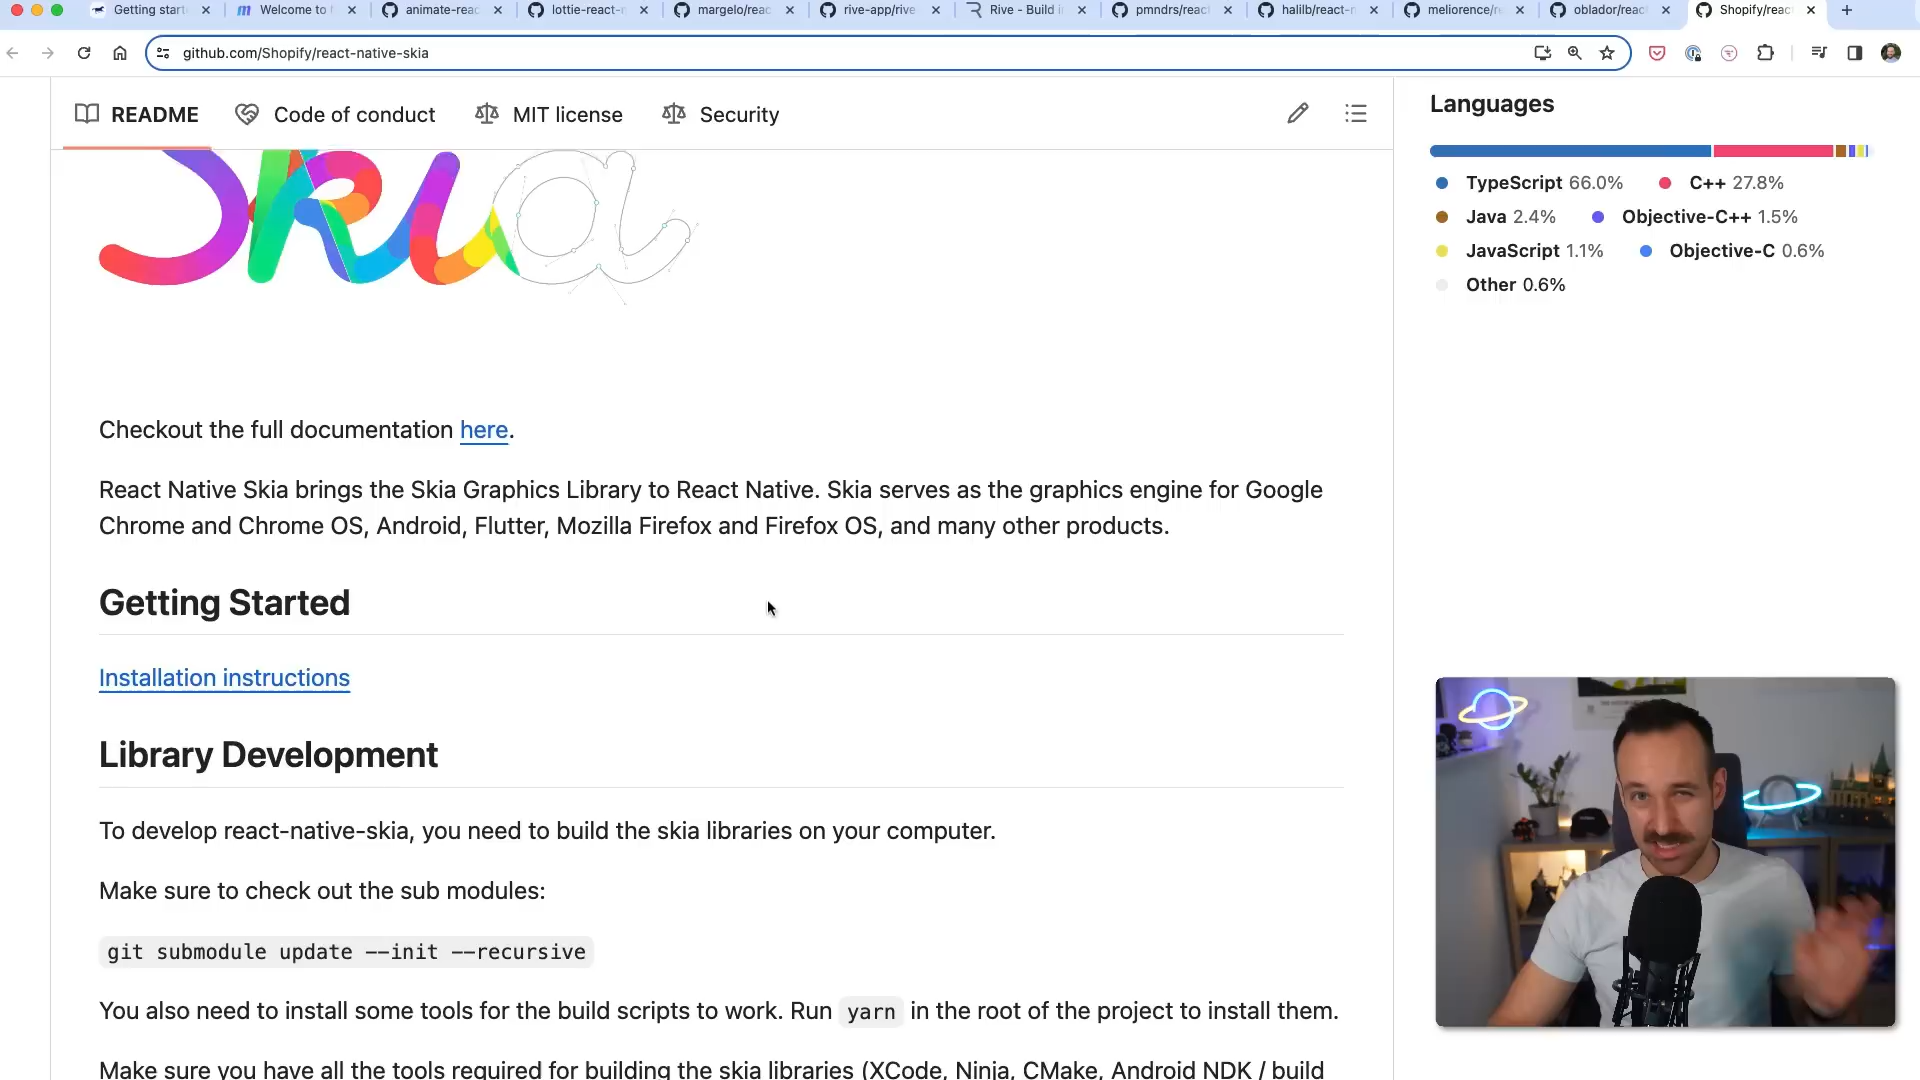 Getting start
Welcome to
animate-reac
lottie-react-n
margelo/reac
rive-app/rive
Rive - Build i
pmndrs/reac
halilb/react-n
meliorence/re
oblador/reac
Shopify/reac
github.com/Shopify/react-native-skia
README
Code of conduct
MIT license
Security
Skia
Checkout the full documentation here.
React Native Skia brings the Skia Graphics Library to React Native. Skia serves as the graphics engine for Google
Chrome and Chrome OS, Android, Flutter, Mozilla Firefox and Firefox OS, and many other products.
Getting Started
Installation instructions
Library Development
To develop react-native-skia, you need to build the skia libraries on your computer.
Make sure to check out the sub modules:
git submodule update --init --recursive
You also need to install some tools for the build scripts to work. Run yarn in the root of the project to install them.
Make sure you have all the tools required for building the skia libraries (XCode, Ninja, CMake, Android NDK / build
Languages
TypeScript 66.0%
C++ 27.8%
Java 2.4%
Objective-C++ 1.5%
JavaScript 1.1%
Objective-C 0.6%
Other 0.6%